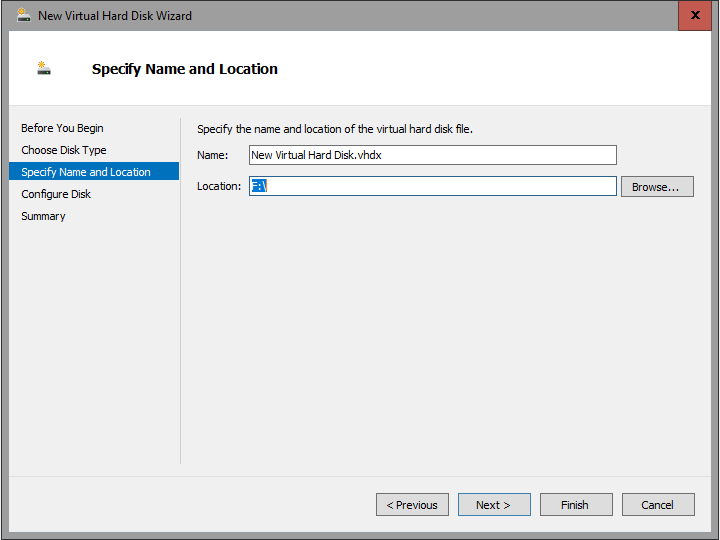 New Virtual Hard Disk Wizard
x
Specify Name and Location
Before You Begin
Choose Disk Type
Specify Name and Location
Configure Disk
Summary
Specify the name and location of the virtual hard disk file.
Name: New Virtual Hard Disk.vhdx
Location: F:\ Browse...
< Previous Next > Finish Cancel